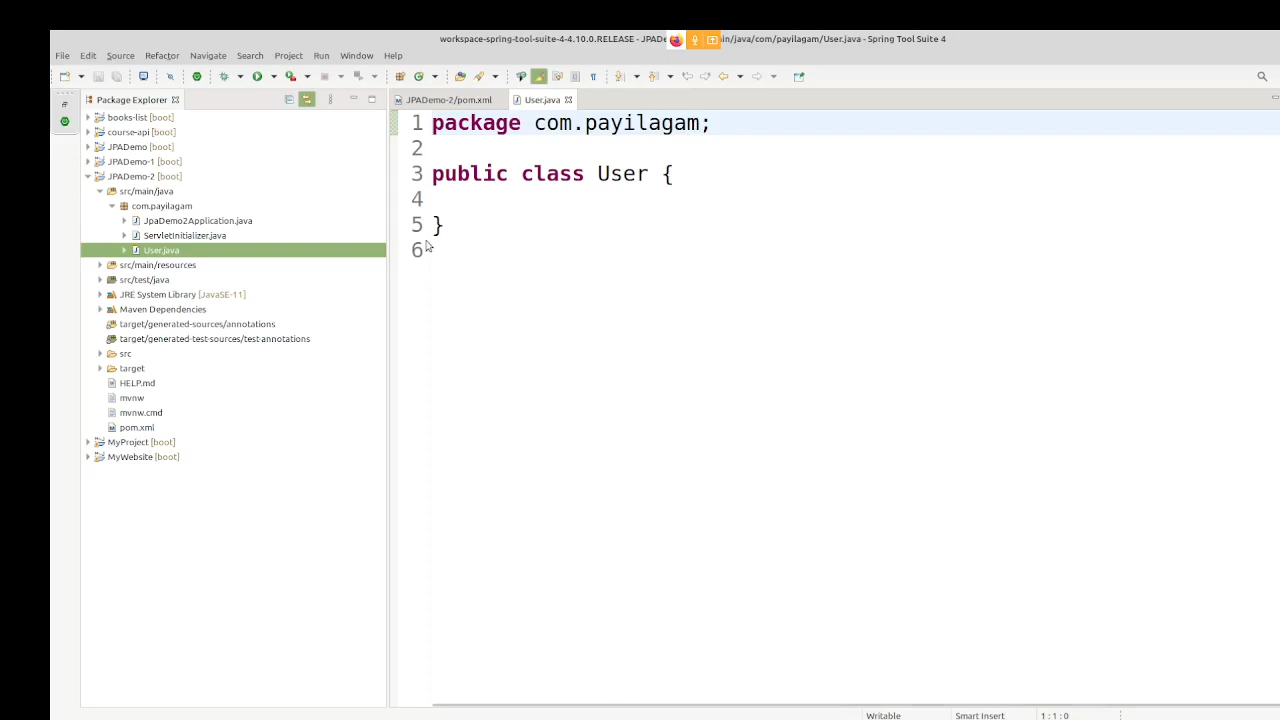 workspace-spring-tool-suite-4-4.10.0.RELEASE - JPADe
in/java/com/payilagam/User.java - Spring Tool Suite 4
File Edit Source Refactor Navigate Search Project Run Window Help
Package Explorer
JPADemo-2/pom.xml
User.java
books-list [boot]
course-api [boot]
JPADemo [boot]
JPADemo-1 [boot]
JPADemo-2 [boot]
src/main/java
com.payilagam
JpaDemo2Application.java
ServletInitializer.java
User.java
src/main/resources
src/test/java
JRE System Library [JavaSE-11]
Maven Dependencies
target/generated-sources/annotations
target/generated-test-sources/test-annotations
src
target
HELP.md
mvnw
mvnw.cmd
pom.xml
MyProject [boot]
MyWebsite [boot]
1 package com.payilagam;
2
3 public class User {
4
5 }
6
Writable Smart Insert 1 : 1 : 0